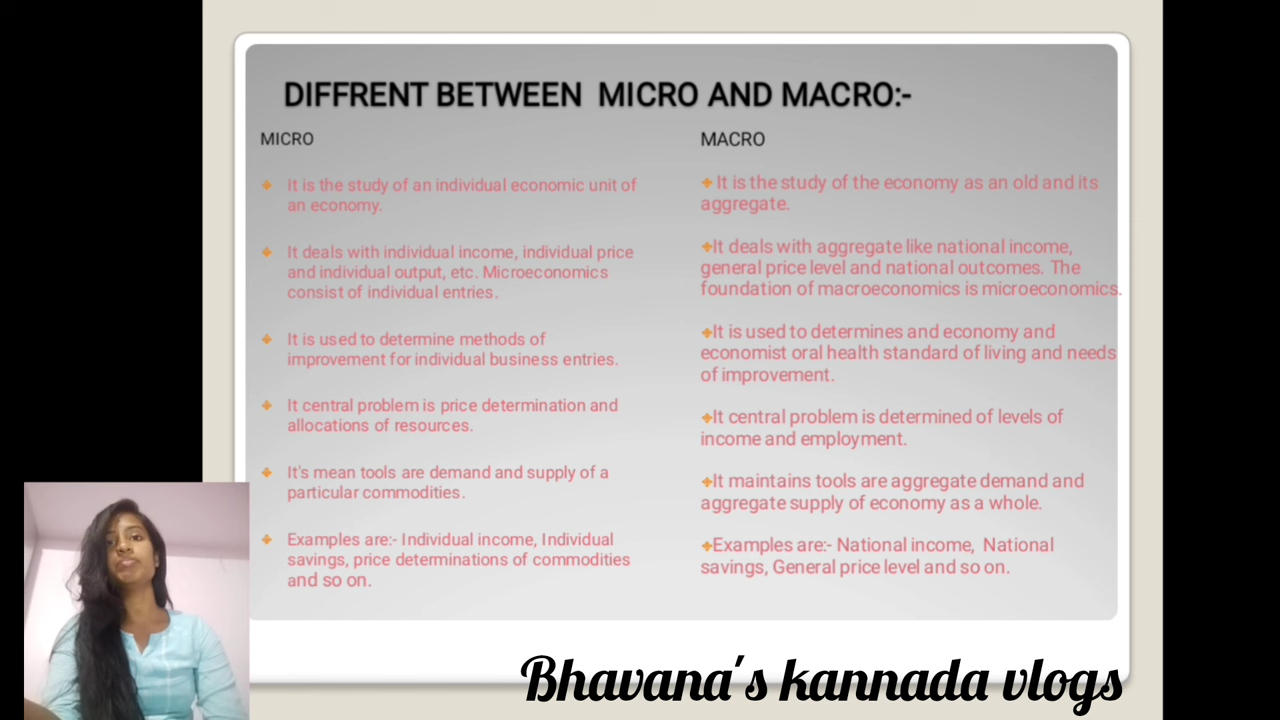 DIFFRENT BETWEEN MICRO AND MACRO:-
MICRO
It is the study of an individual economic unit of
an economy.
It deals with individual income, individual price
and individual output, etc. Microeconomics
consist of individual entries.
It is used to determine methods of
improvement for individual business entries.
It central problem is price determination and
allocations of resources.
It's mean tools are demand and supply of a
particular commodities.
Examples are:- Individual income, Individual
savings, price determinations of commodities
and so on.
MACRO
It is the study of the economy as an old and its
aggregate.
It deals with aggregate like national income,
general price level and national outcomes. The
foundation of macroeconomics is microeconomics.
It is used to determines and economy and
economist oral health standard of living and needs
of improvement.
It central problem is determined of levels of
income and employment.
It maintains tools are aggregate demand and
aggregate supply of economy as a whole.
Examples are:- National income, National
savings, General price level and so on.
Bhavana's kannada vlogs